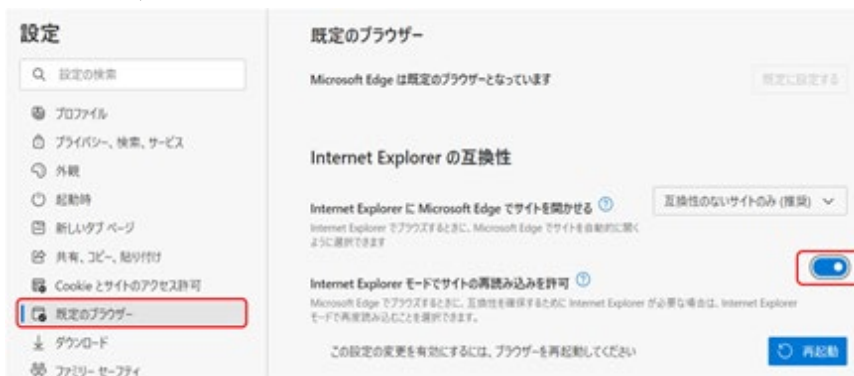 設定
設定の検索
プロファイル
プライバシー、検索、サービス
外観
起動時
新しいタブ ページ
共有、コピー、貼り付け
Cookie とサイトのアクセス許可
既定のブラウザー
ダウンロード
ファミリー セーフティ
既定のブラウザー
Microsoft Edge は既定のブラウザーとなっています
既定に設定する
Internet Explorer の互換性
Internet Explorer に Microsoft Edge でサイトを開かせる
互換性のないサイトのみ (推奨)
Internet Explorer でブラウズするときに、Microsoft Edge でサイトを自動的に開く
ように選択できます
Internet Explorer モードでサイトの再読み込みを許可
Microsoft Edge でブラウズするときに、互換性を確保するために Internet Explorer が必要な場合は、Internet Explorer
モードで再度読み込むことを選択できます。
この設定の変更を有効にするには、ブラウザーを再起動してください
再起動